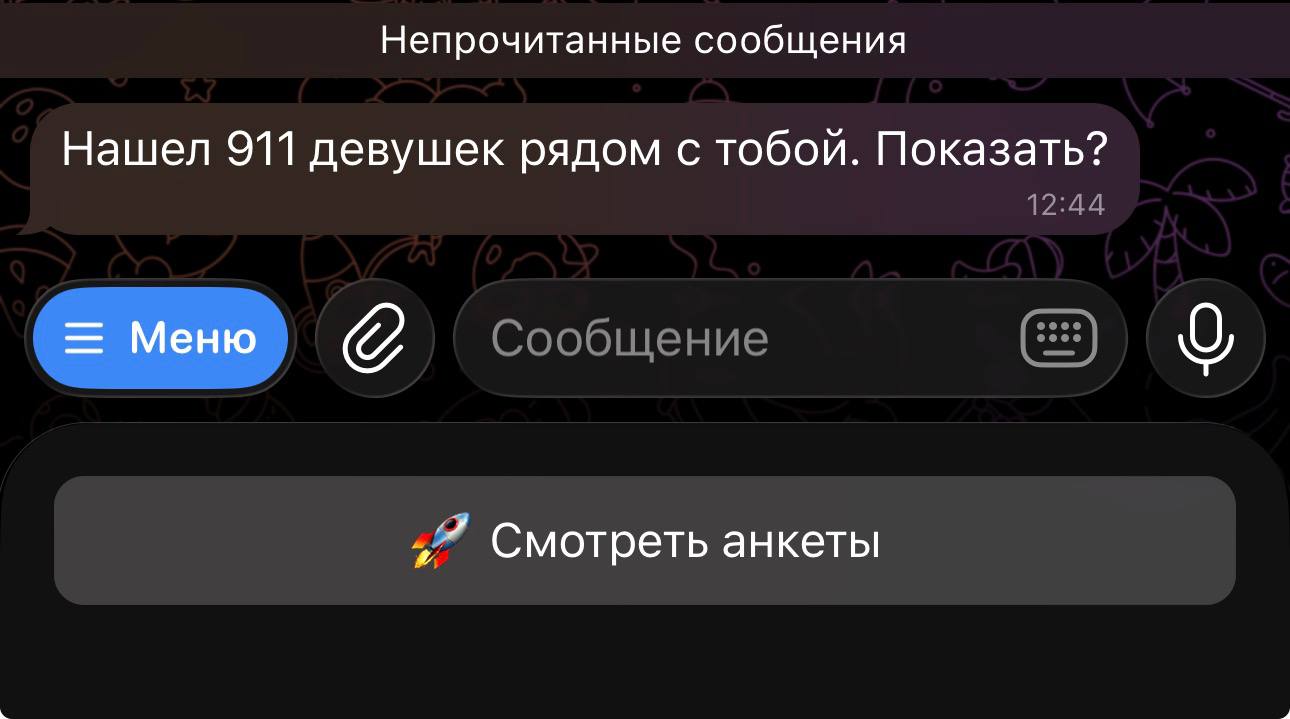 Непрочитанные сообщения
Нашел 911 девушек рядом с тобой. Показать?
12:44
Меню
Сообщение
🚀 Смотреть анкеты